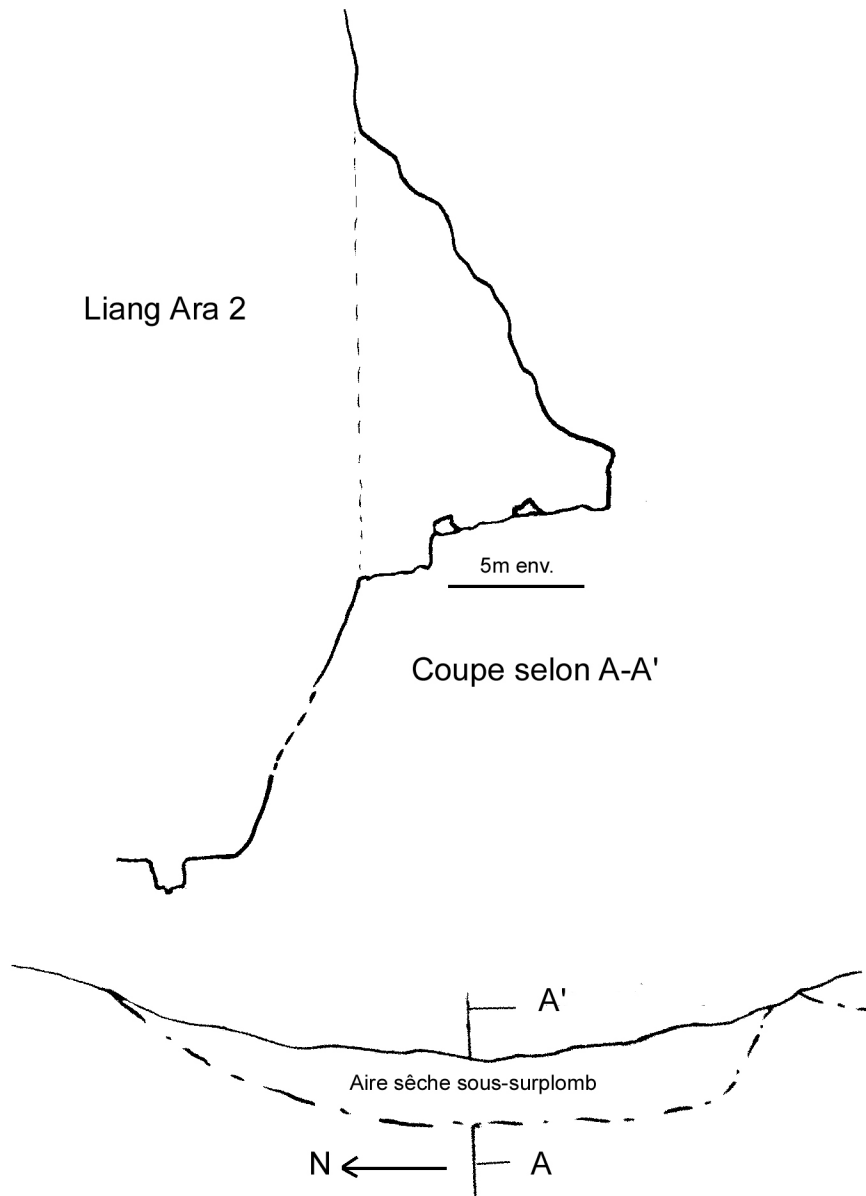 Liang Ara 2
5m env.
Coupe selon A-A'
A'
Aire sêche sous-surplomb
N
A